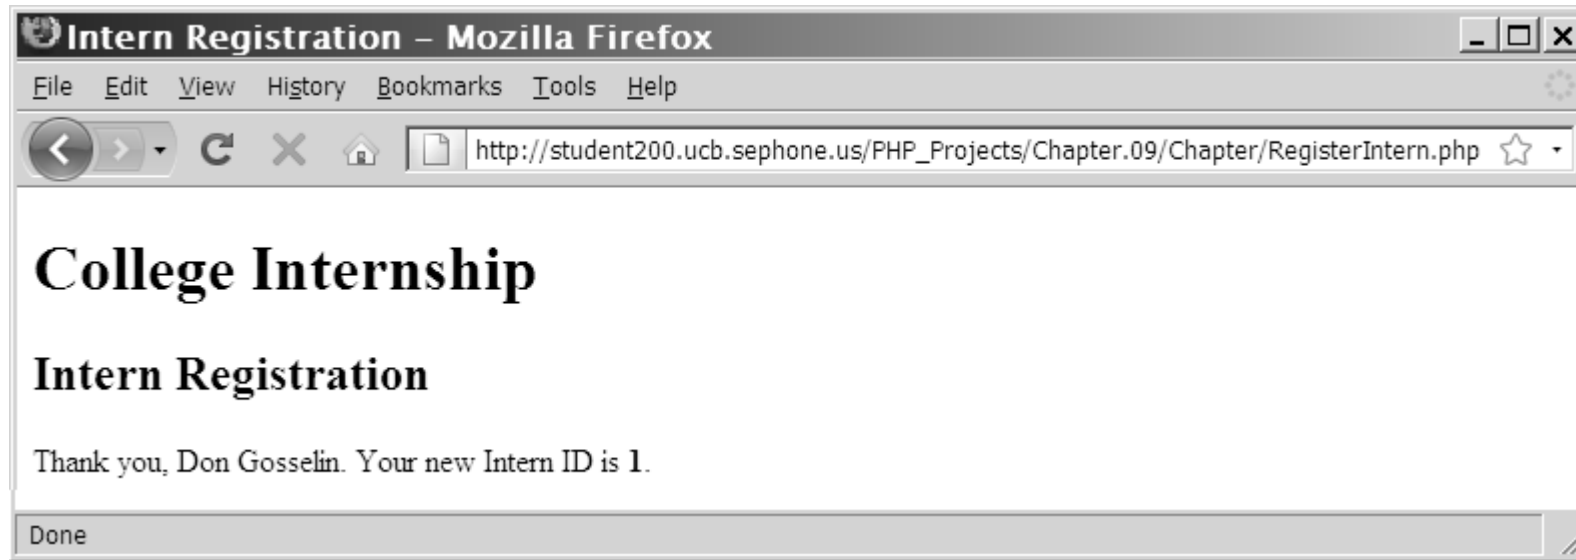 Intern Registration – Mozilla Firefox
File Edit View History Bookmarks Tools Help
http://student200.ucb.sephone.us/PHP_Projects/Chapter.09/Chapter/RegisterIntern.php
College Internship
Intern Registration
Thank you, Don Gosselin. Your new Intern ID is 1.
Done